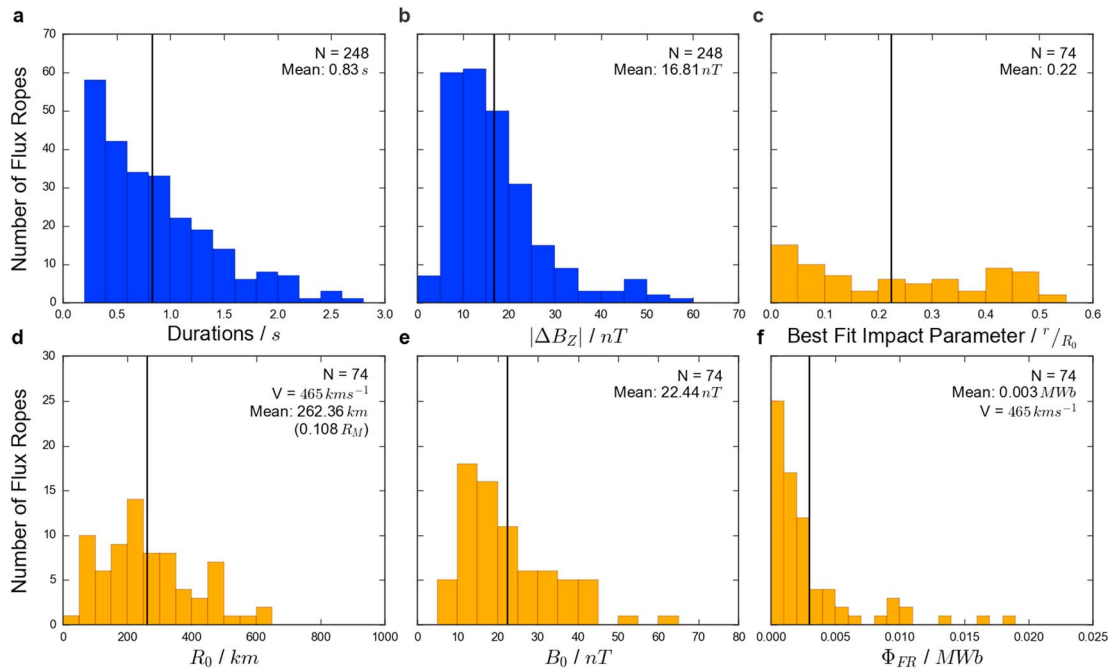 a
b
c
Number of Flux Ropes
70
60
50
40
30
20
10
0
N = 248
Mean: 0.83 s
N = 248
Mean: 16.81 nT
N = 74
Mean: 0.22
0.0 0.5 1.0 1.5 2.0 2.5 3.0
0 10 20 30 40 50 60 70
0.0 0.1 0.2 0.3 0.4 0.5 0.6
Durations / s
|ΔB_Z| / nT
Best Fit Impact Parameter / r/R_0
d
e
f
Number of Flux Ropes
30
25
20
15
10
5
0
N = 74
V = 465 kms⁻¹
Mean: 262.36 km
(0.108 R_M)
N = 74
Mean: 22.44 nT
N = 74
Mean: 0.003 MWb
V = 465 kms⁻¹
0 200 400 600 800 1000
0 10 20 30 40 50 60 70 80
0.000 0.005 0.010 0.015 0.020 0.025
R_0 / km
B_0 / nT
Φ_FR / MWb